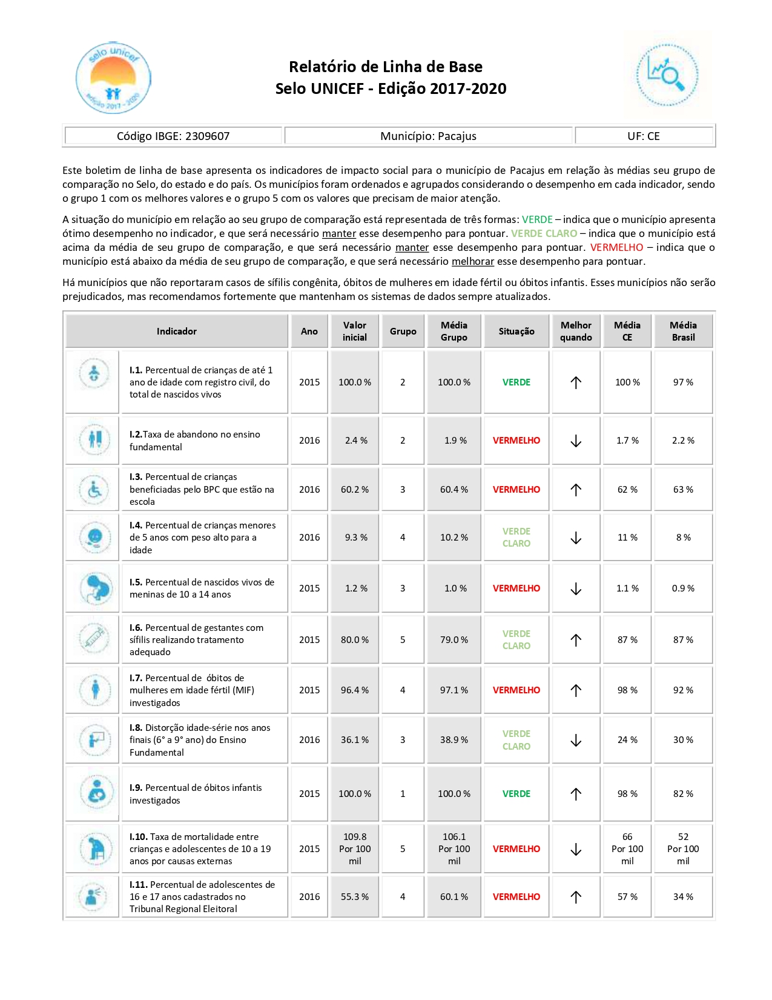 selo unicef
edição 2017 - 2020
Relatório de Linha de Base
Selo UNICEF - Edição 2017-2020
Código IBGE: 2309607 Município: Pacajus UF: CE
Este boletim de linha de base apresenta os indicadores de impacto social para o município de Pacajus em relação às médias seu grupo de
comparação no Selo, do estado e do país. Os municípios foram ordenados e agrupados considerando o desempenho em cada indicador, sendo
o grupo 1 com os melhores valores e o grupo 5 com os valores que precisam de maior atenção.
A situação do município em relação ao seu grupo de comparação está representada de três formas: VERDE – indica que o município apresenta
ótimo desempenho no indicador, e que será necessário manter esse desempenho para pontuar. VERDE CLARO – indica que o município está
acima da média de seu grupo de comparação, e que será necessário manter esse desempenho para pontuar. VERMELHO – indica que o
município está abaixo da média de seu grupo de comparação, e que será necessário melhorar esse desempenho para pontuar.
Há municípios que não reportaram casos de sífilis congênita, óbitos de mulheres em idade fértil ou óbitos infantis. Esses municípios não serão
prejudicados, mas recomendamos fortemente que mantenham os sistemas de dados sempre atualizados.
Indicador Ano Valor inicial Grupo Média Grupo Situação Melhor quando Média CE Média Brasil
I.1. Percentual de crianças de até 1
ano de idade com registro civil, do
total de nascidos vivos
2015 100.0 % 2 100.0 % VERDE ↑ 100 % 97 %
I.2.Taxa de abandono no ensino
fundamental
2016 2.4 % 2 1.9 % VERMELHO ↓ 1.7 % 2.2 %
I.3. Percentual de crianças
beneficiadas pelo BPC que estão na
escola
2016 60.2 % 3 60.4 % VERMELHO ↑ 62 % 63 %
I.4. Percentual de crianças menores
de 5 anos com peso alto para a
idade
2016 9.3 % 4 10.2 % VERDE CLARO ↓ 11 % 8 %
I.5. Percentual de nascidos vivos de
meninas de 10 a 14 anos
2015 1.2 % 3 1.0 % VERMELHO ↓ 1.1 % 0.9 %
I.6. Percentual de gestantes com
sífilis realizando tratamento
adequado
2015 80.0 % 5 79.0 % VERDE CLARO ↑ 87 % 87 %
I.7. Percentual de óbitos de
mulheres em idade fértil (MIF)
investigados
2015 96.4 % 4 97.1 % VERMELHO ↑ 98 % 92 %
I.8. Distorção idade-série nos anos
finais (6° a 9° ano) do Ensino
Fundamental
2016 36.1 % 3 38.9 % VERDE CLARO ↓ 24 % 30 %
I.9. Percentual de óbitos infantis
investigados
2015 100.0 % 1 100.0 % VERDE ↑ 98 % 82 %
I.10. Taxa de mortalidade entre
crianças e adolescentes de 10 a 19
anos por causas externas
2015 109.8 Por 100 mil 5 106.1 Por 100 mil VERMELHO ↓ 66 Por 100 mil 52 Por 100 mil
I.11. Percentual de adolescentes de
16 e 17 anos cadastrados no
Tribunal Regional Eleitoral
2016 55.3 % 4 60.1 % VERMELHO ↑ 57 % 34 %